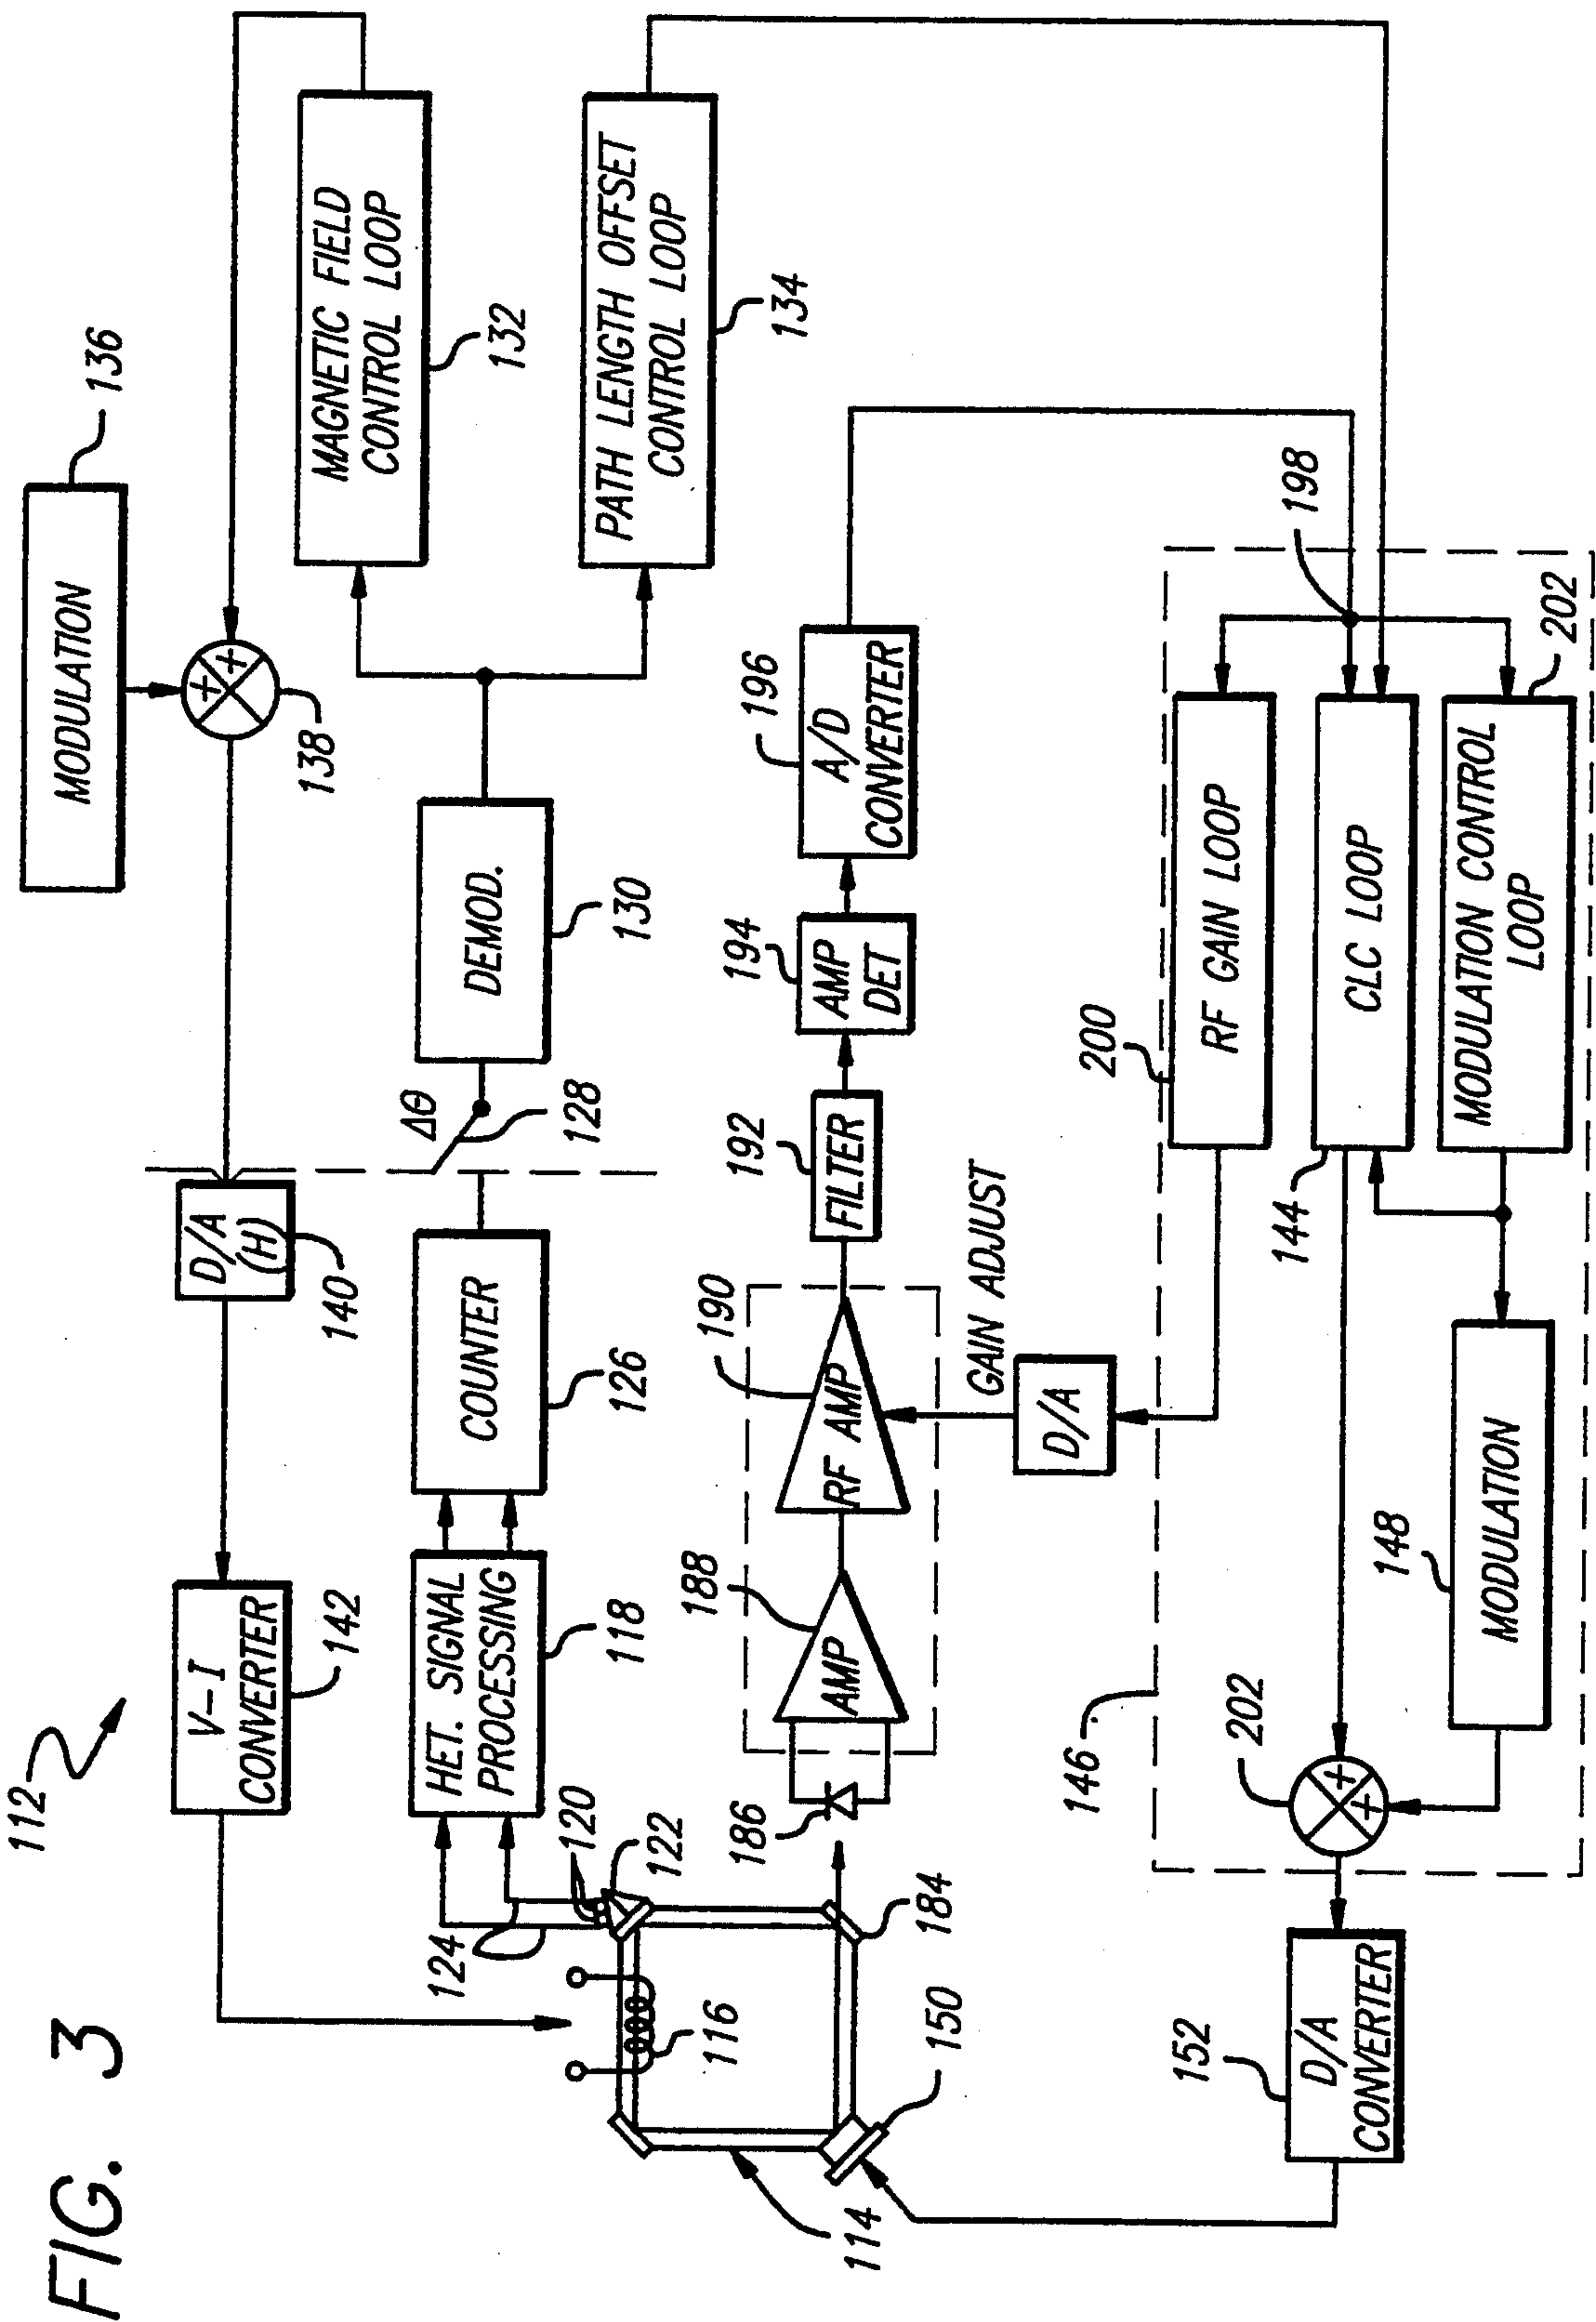 FIG. 3
112
MODULATION
136
138
D/A
(H)
140
V-I
CONVERTER
142
MAGNETIC FIELD
CONTROL LOOP
132
PATH LENGTH OFFSET
CONTROL LOOP
134
HET. SIGNAL
PROCESSING
118
COUNTER
126
ΔΘ
128
DEMOD.
130
120
122
124
116
114
150
184
186
AMP
188
RF AMP
190
FILTER
192
AMP
DET
194
A/D
CONVERTER
196
GAIN ADJUST
D/A
198
RF GAIN LOOP
200
CLC LOOP
144
MODULATION CONTROL
LOOP
202
MODULATION
148
146
202
D/A
CONVERTER
152
+
+
+
+